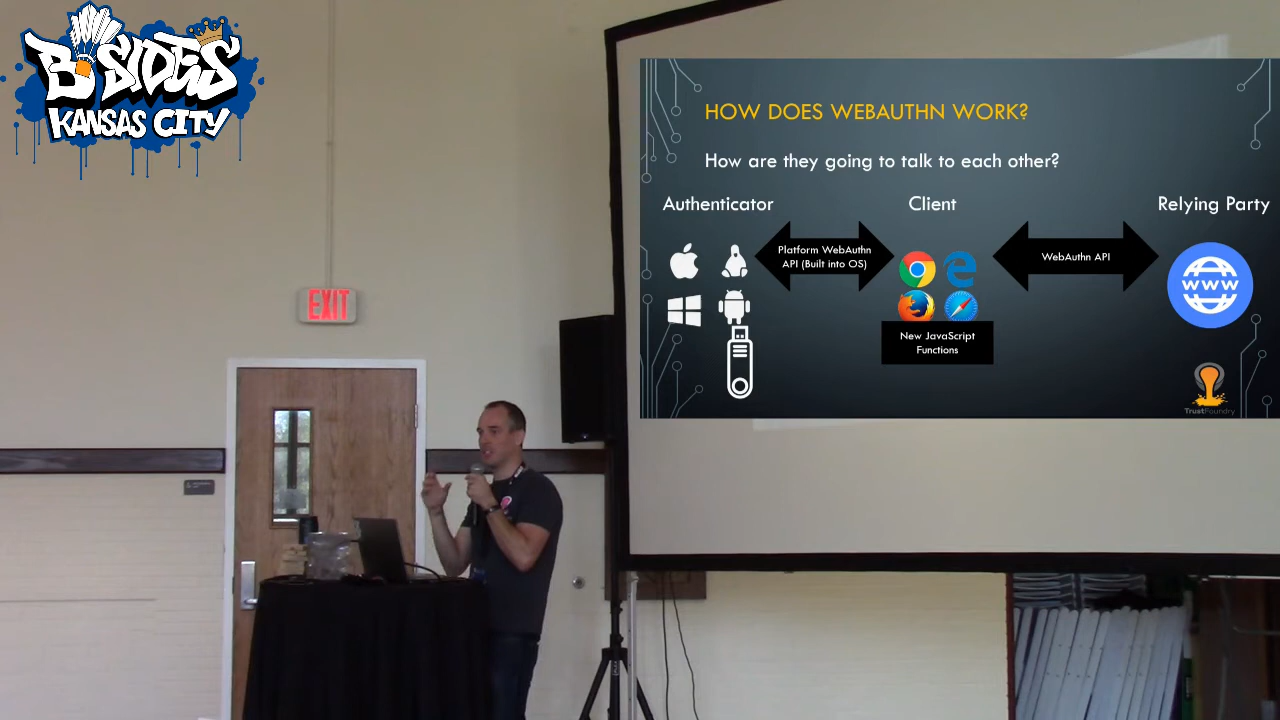 B·SIDES
KANSAS CITY
EXIT
HOW DOES WEBAUTHN WORK?
How are they going to talk to each other?
Authenticator
Client
Relying Party
Platform WebAuthn
API (Built into OS)
WebAuthn API
WWW
New JavaScript
Functions
TrustFoundry